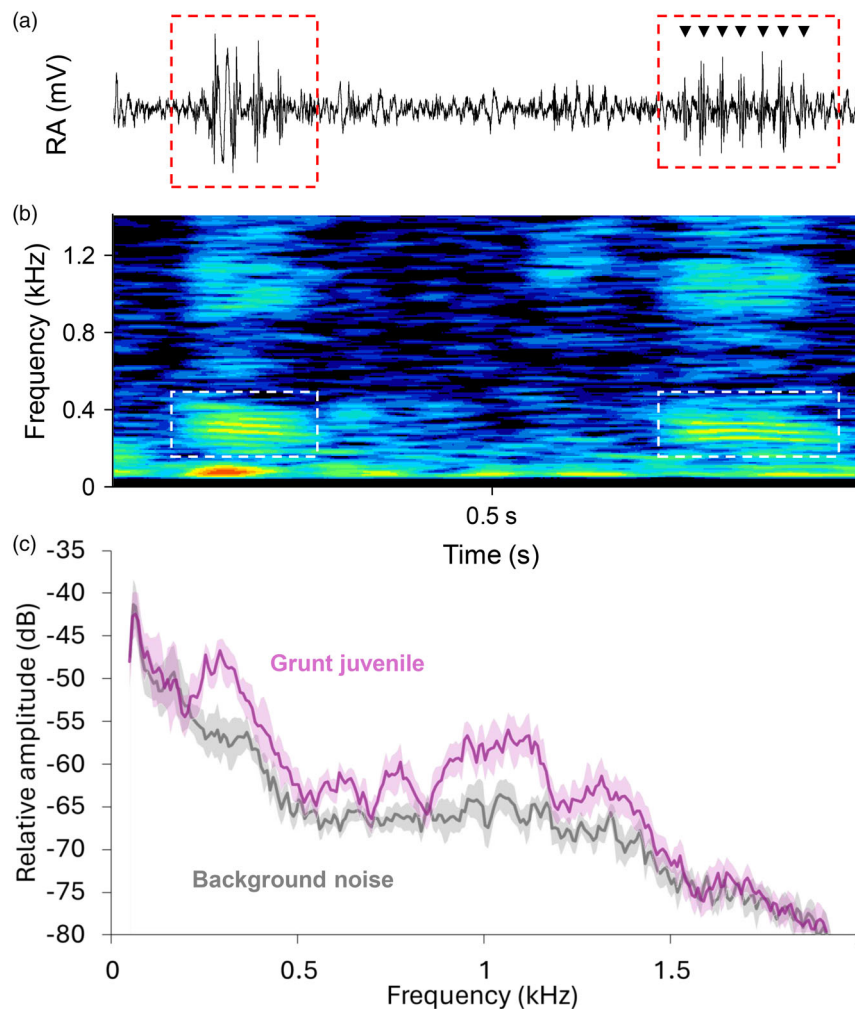 (a)
RA (mV)
(b)
Frequency (kHz)
1.2
0.8
0.4
0
0.5 s
Time (s)
(c)
Relative amplitude (dB)
-35
-40
-45
-50
-55
-60
-65
-70
-75
-80
Grunt juvenile
Background noise
0
0.5
1
1.5
Frequency (kHz)